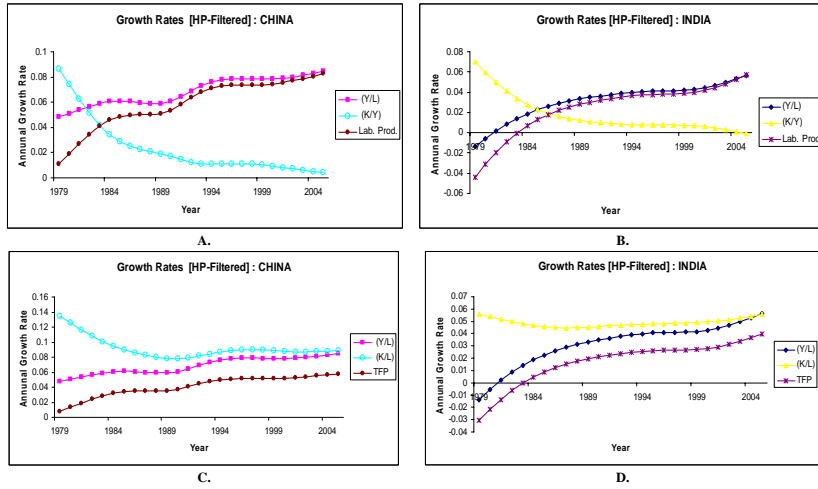 Growth Rates [HP-Filtered] : CHINA
Annunal Growth Rate
0.1
0.08
0.06
0.04
0.02
0
1979 1984 1989 1994 1999 2004
Year
(Y/L)
(K/Y)
Lab. Prod.
A.
Growth Rates [HP-Filtered] : INDIA
Annual Growth Rate
0.08
0.06
0.04
0.02
0
-0.02
-0.04
-0.06
1979 1984 1989 1994 1999 2004
Year
(Y/L)
(K/Y)
Lab. Prod.
B.
Growth Rates [HP-Filtered] : CHINA
Annual Growth Rate
0.16
0.14
0.12
0.1
0.08
0.06
0.04
0.02
0
1979 1984 1989 1994 1999 2004
Year
(Y/L)
(K/L)
TFP
C.
Growth Rates [HP-Filtered] : INDIA
Annual Growth Rate
0.07
0.06
0.05
0.04
0.03
0.02
0.01
0
-0.01
-0.02
-0.03
-0.04
1979 1984 1989 1994 1999 2004
Year
(Y/L)
(K/L)
TFP
D.